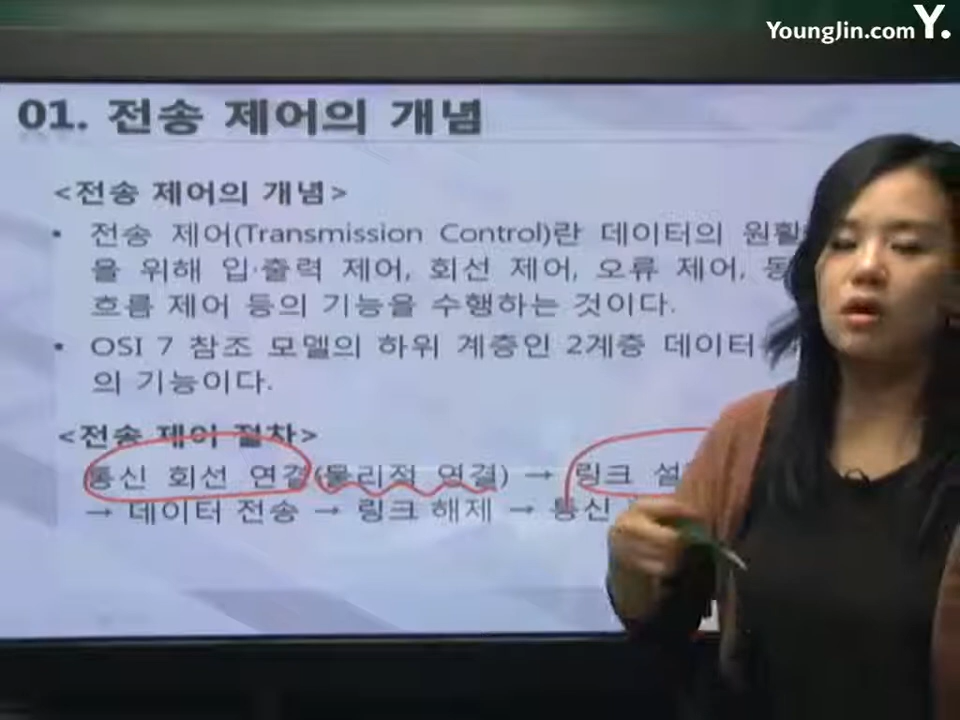 YoungJin.com Y.
01. 전송 제어의 개념
<전송 제어의 개념>
• 전송 제어(Transmission Control)란 데이터의 원활
을 위해 입·출력 제어, 회선 제어, 오류 제어, 동
흐름 제어 등의 기능을 수행하는 것이다.
• OSI 7 참조 모델의 하위 계층인 2계층 데이터
의 기능이다.
<전송 제어 절차>
통신 회선 연결(물리적 연결) → 링크 설
→ 데이터 전송 → 링크 해제 → 통신